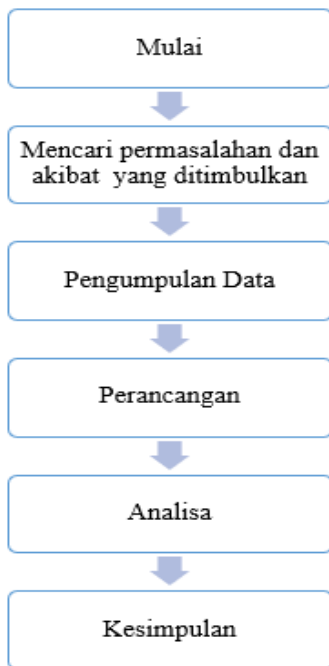 Mulai
Mencari permasalahan dan
akibat yang ditimbulkan
Pengumpulan Data
Perancangan
Analisa
Kesimpulan